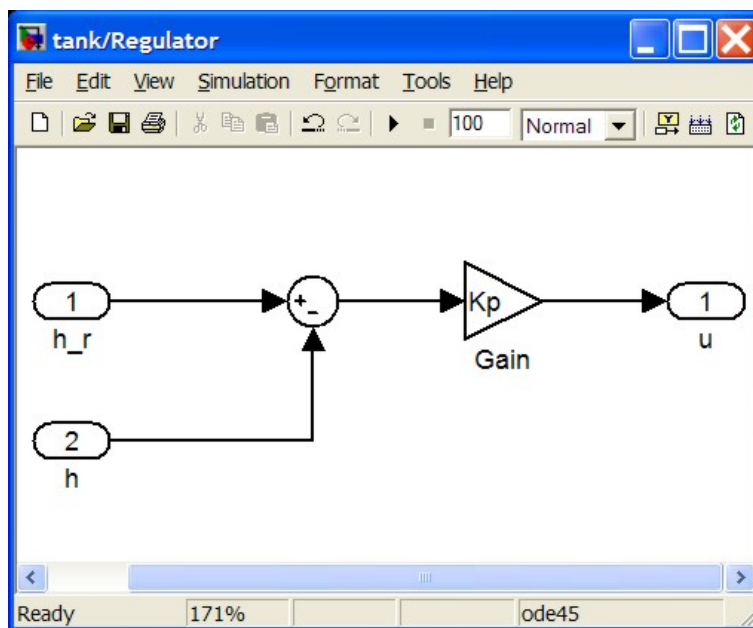 tank/Regulator
File Edit View Simulation Format Tools Help
100 Normal
1
h_r
+
-
Kp
Gain
1
u
2
h
Ready 171% ode45